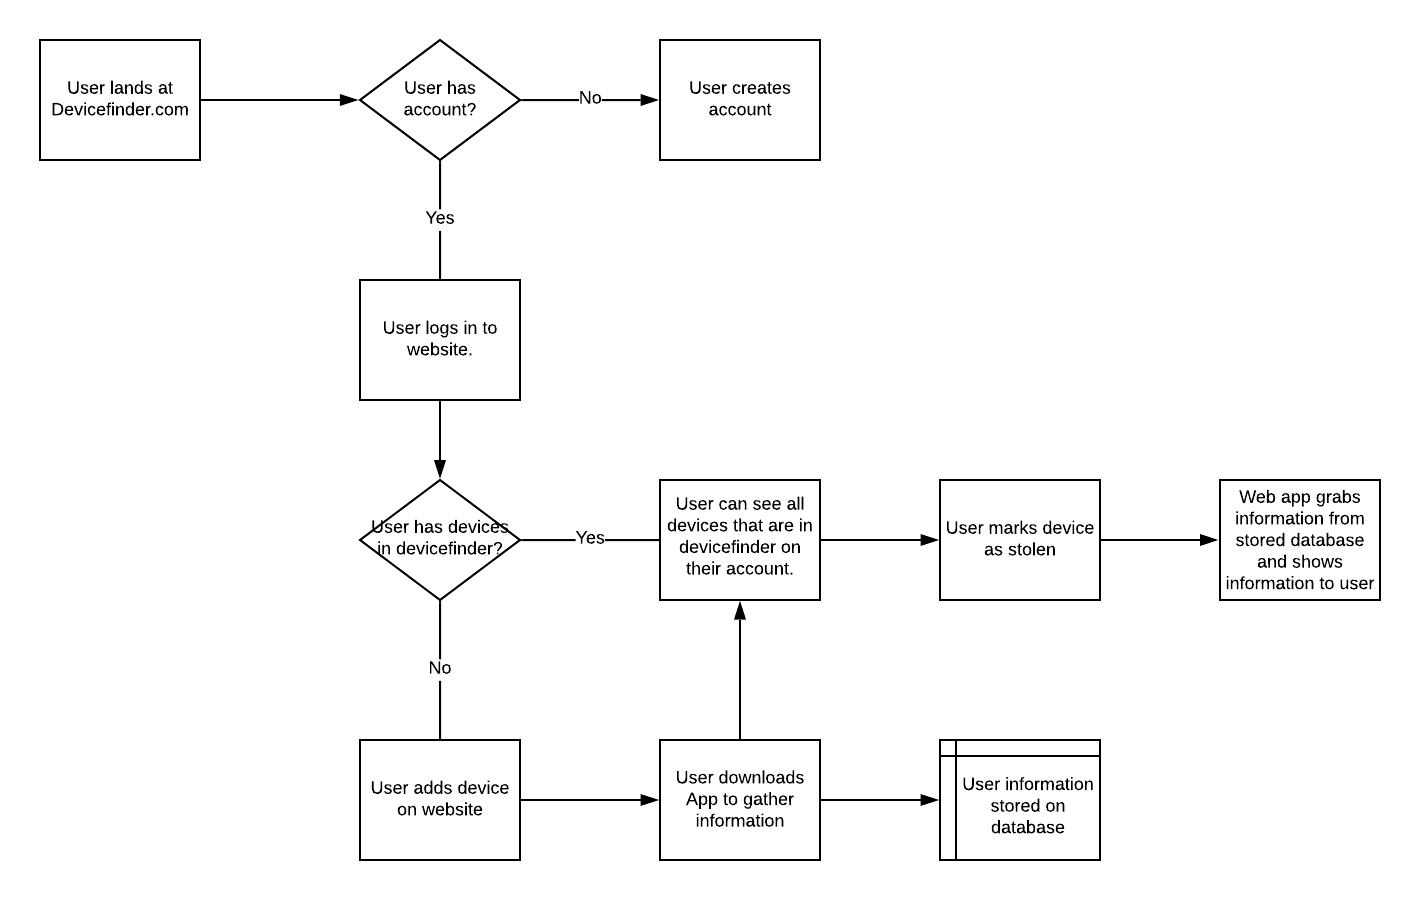 User lands at
Devicefinder.com
User has
account?
No
User creates
account
Yes
User logs in to
website.
User has devices
in devicefinder?
Yes
User can see all
devices that are in
devicefinder on
their account.
User marks device
as stolen
Web app grabs
information from
stored database
and shows
information to user
No
User adds device
on website
User downloads
App to gather
information
User information
stored on
database